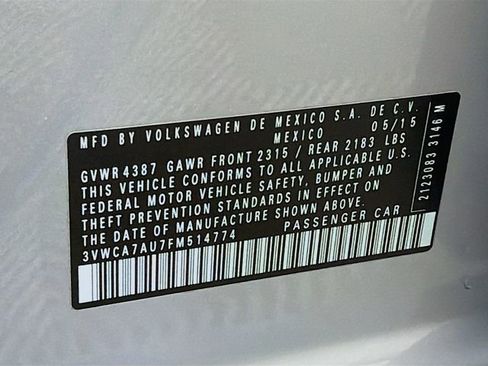 MFD BY VOLKSWAGEN DE MEXICO S.A. DE C.V.
MEXICO 05/15
GVWR 4387 GAWR FRONT 2315 / REAR 2183 LBS
THIS VEHICLE CONFORMS TO ALL APPLICABLE U.S.
FEDERAL MOTOR VEHICLE SAFETY, BUMPER AND
THEFT PREVENTION STANDARDS IN EFFECT ON
THE DATE OF MANUFACTURE SHOWN ABOVE.
3VWCA7AU7FM514774 PASSENGER CAR
2123083 3146 M